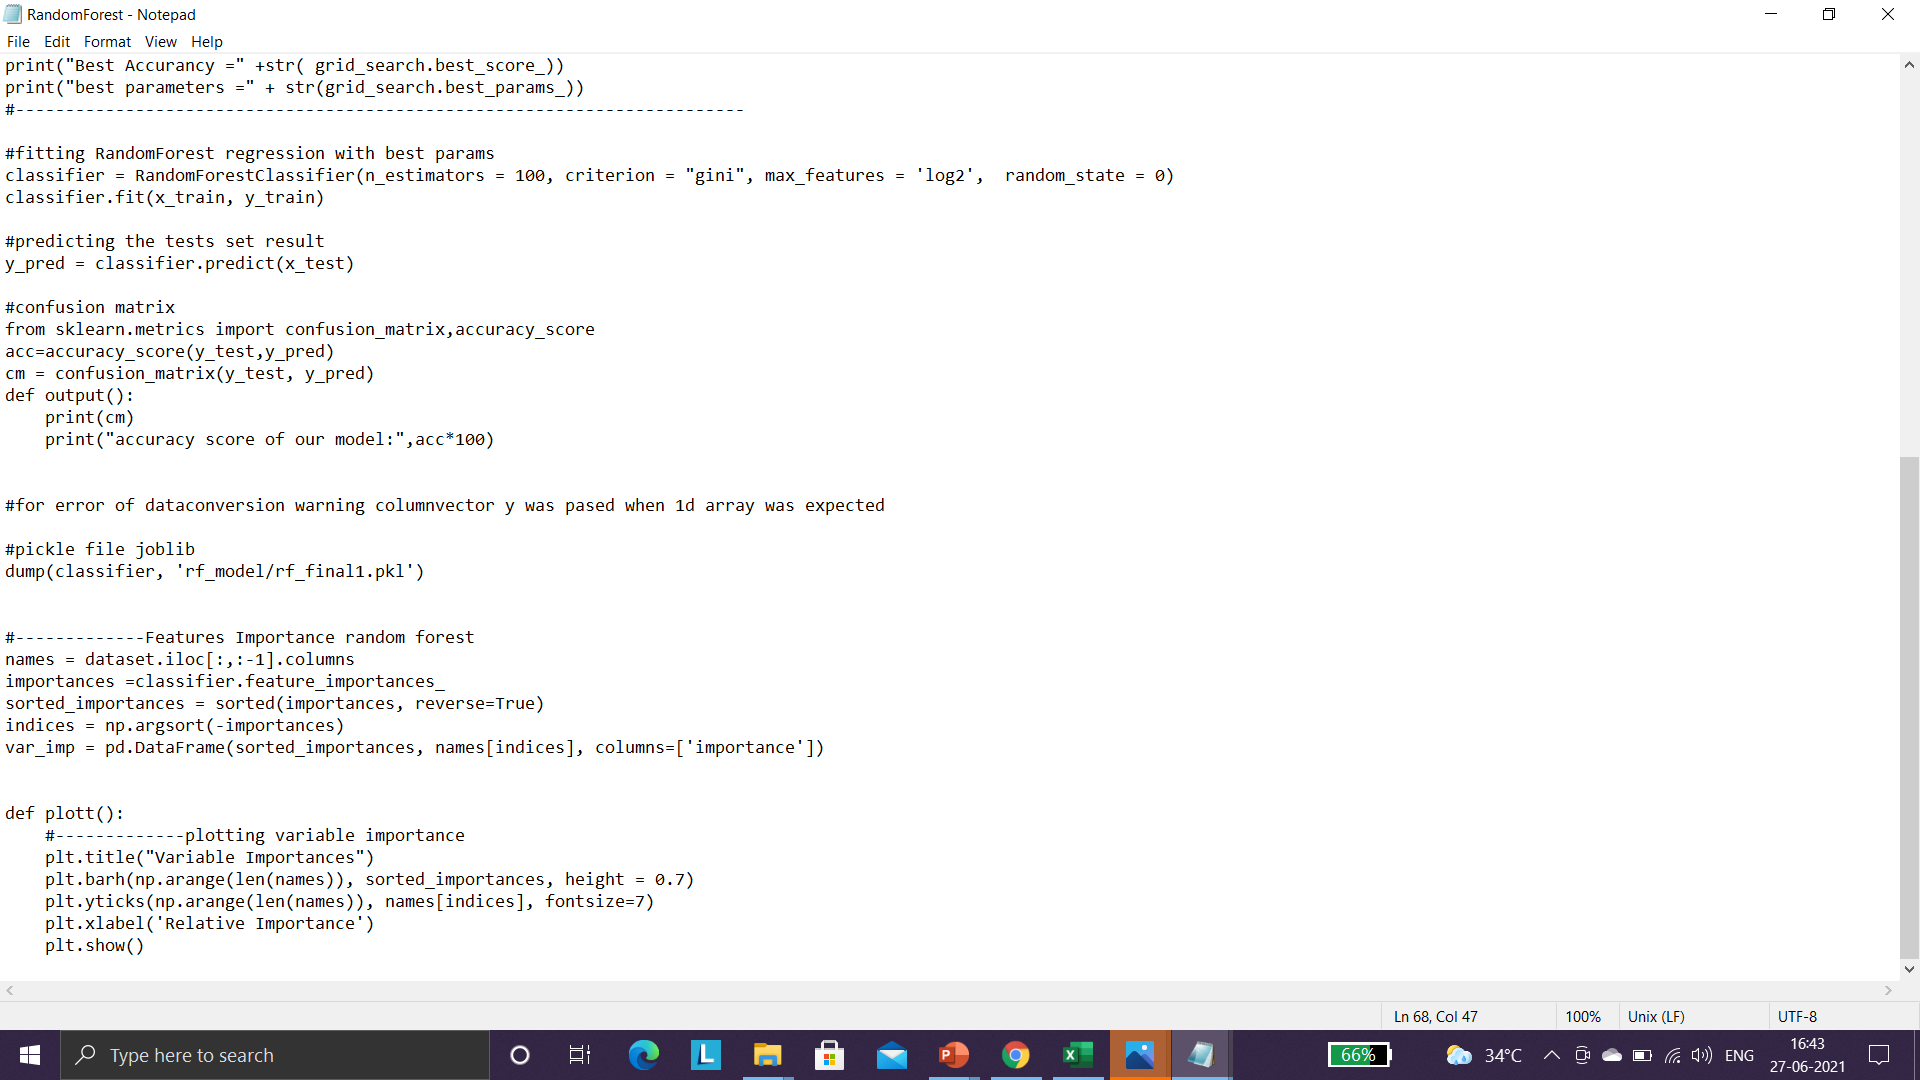 RandomForest - Notepad
File Edit Format View Help
print("Best Accurancy =" +str( grid_search.best_score_))
print("best parameters =" + str(grid_search.best_params_))
#-------------------------------------------------------------------------
#fitting RandomForest regression with best params
classifier = RandomForestClassifier(n_estimators = 100, criterion = "gini", max_features = 'log2',  random_state = 0)
classifier.fit(x_train, y_train)
#predicting the tests set result
y_pred = classifier.predict(x_test)
#confusion matrix
from sklearn.metrics import confusion_matrix,accuracy_score
acc=accuracy_score(y_test,y_pred)
cm = confusion_matrix(y_test, y_pred)
def output():
    print(cm)
    print("accuracy score of our model:",acc*100)
#for error of dataconversion warning columnvector y was pased when 1d array was expected
#pickle file joblib
dump(classifier, 'rf_model/rf_final1.pkl')
#-------------Features Importance random forest
names = dataset.iloc[:,:-1].columns
importances =classifier.feature_importances_
sorted_importances = sorted(importances, reverse=True)
indices = np.argsort(-importances)
var_imp = pd.DataFrame(sorted_importances, names[indices], columns=['importance'])
def plott():
    #-------------plotting variable importance
    plt.title("Variable Importances")
    plt.barh(np.arange(len(names)), sorted_importances, height = 0.7)
    plt.yticks(np.arange(len(names)), names[indices], fontsize=7)
    plt.xlabel('Relative Importance')
    plt.show()
Ln 68, Col 47 100% Unix (LF) UTF-8
Type here to search L P X 66% 34°C ENG 16:43
27-06-2021